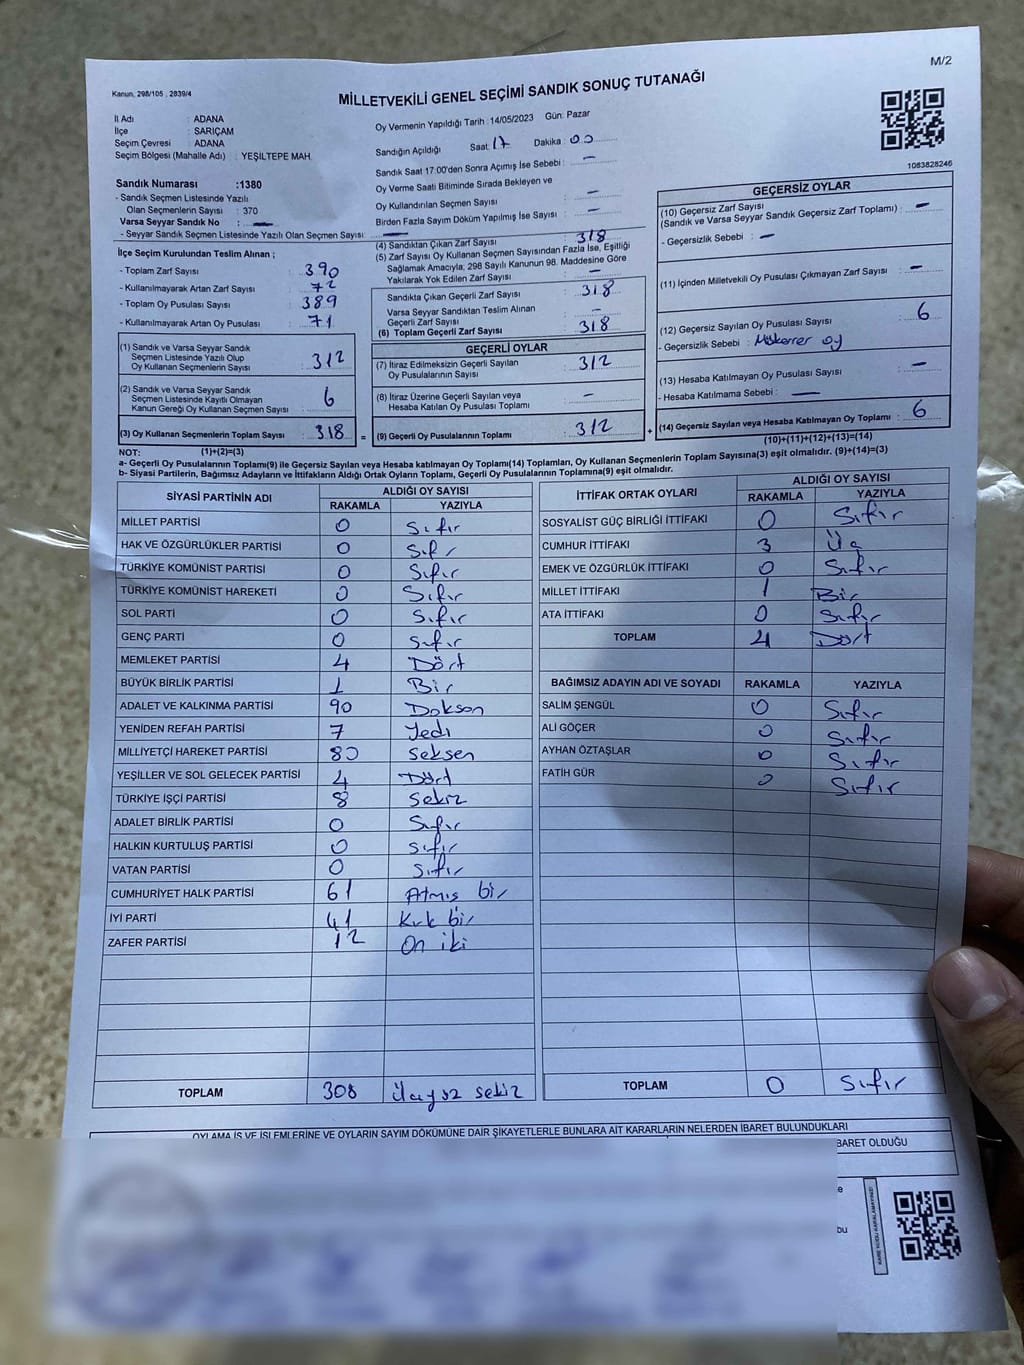 M/2
Kanun, 298/105 , 2839/4
MİLLETVEKİLİ GENEL SEÇİMİ SANDIK SONUÇ TUTANAĞI
İl Adı : ADANA
İlçe : SARIÇAM
Seçim Çevresi : ADANA
Seçim Bölgesi (Mahalle Adı) : YEŞİLTEPE MAH.
Sandık Numarası :1380
- Sandık Seçmen Listesinde Yazılı
Olan Seçmenlerin Sayısı : 370
Varsa Seyyar Sandık No : —
- Seyyar Sandık Seçmen Listesinde Yazılı Olan Seçmen Sayısı: —
Oy Vermenin Yapıldığı Tarih : 14/05/2023 Gün: Pazar
Sandığın Açıldığı Saat : 17 Dakika : 00
Sandık Saat 17:00'den Sonra Açımış İse Sebebi : —
Oy Verme Saati Bitiminde Sırada Bekleyen ve
Oy Kullandırılan Seçmen Sayısı : —
Birden Fazla Sayım Döküm Yapılmış İse Sayısı : —
1083828246
İlçe Seçim Kurulundan Teslim Alınan ;
- Toplam Zarf Sayısı : 390
- Kullanılmayarak Artan Zarf Sayısı : 72
- Toplam Oy Pusulası Sayısı : 389
- Kullanılmayarak Artan Oy Pusulası : 71
(1) Sandık ve Varsa Seyyar Sandık
Seçmen Listesinde Yazılı Olup
Oy Kullanan Seçmenlerin Sayısı : 312
(2) Sandık ve Varsa Seyyar Sandık
Seçmen Listesinde Kayıtlı Olmayan
Kanun Gereği Oy Kullanan Seçmen Sayısı : 6
(3) Oy Kullanan Seçmenlerin Toplam Sayısı : 318 =
(4) Sandıktan Çıkan Zarf Sayısı : 318
(5) Zarf Sayısı Oy Kullanan Seçmen Sayısından Fazla İse, Eşitliği
Sağlamak Amacıyla, 298 Sayılı Kanunun 98. Maddesine Göre
Yakılarak Yok Edilen Zarf Sayısı : —
Sandıkta Çıkan Geçerli Zarf Sayısı : 318
Varsa Seyyar Sandıktan Teslim Alınan
Geçerli Zarf Sayısı : —
(6) Toplam Geçerli Zarf Sayısı : 318
GEÇERLİ OYLAR
(7) İtiraz Edilmeksizin Geçerli Sayılan
Oy Pusulalarının Sayısı : 312
(8) İtiraz Üzerine Geçerli Sayılan veya
Hesaba Katılan Oy Pusulası Toplamı : —
(9) Geçerli Oy Pusulalarının Toplamı : 312 +
GEÇERSİZ OYLAR
(10) Geçersiz Zarf Sayısı : —
(Sandık ve Varsa Seyyar Sandık Geçersiz Zarf Toplamı)
- Geçersizlik Sebebi : —
(11) İçinden Milletvekili Oy Pusulası Çıkmayan Zarf Sayısı : —
(12) Geçersiz Sayılan Oy Pusulası Sayısı : 6
- Geçersizlik Sebebi : Mükerrer oy
(13) Hesaba Katılmayan Oy Pusulası Sayısı : —
- Hesaba Katılmama Sebebi : —
(14) Geçersiz Sayılan veya Hesaba Katılmayan Oy Toplamı : 6
(10)+(11)+(12)+(13)=(14)
NOT: (1)+(2)=(3)
a- Geçerli Oy Pusulalarının Toplamı(9) ile Geçersiz Sayılan veya Hesaba katılmayan Oy Toplamı(14) Toplamları, Oy Kullanan Seçmenlerin Toplam Sayısına(3) eşit olmalıdır. (9)+(14)=(3)
b- Siyasi Partilerin, Bağımsız Adayların ve İttifakların Aldığı Ortak Oyların Toplamı, Geçerli Oy Pusulalarının Toplamına(9) eşit olmalıdır.
SİYASİ PARTİNİN ADI ALDIĞI OY SAYISI
RAKAMLA YAZIYLA
MİLLET PARTİSİ 0 Sıfır
HAK VE ÖZGÜRLÜKLER PARTİSİ 0 Sıfr
TÜRKİYE KOMÜNİST PARTİSİ 0 Sıfır
TÜRKİYE KOMÜNİST HAREKETİ 0 Sıfır
SOL PARTİ 0 Sıfır
GENÇ PARTİ 0 Sıfır
MEMLEKET PARTİSİ 4 Dört
BÜYÜK BİRLİK PARTİSİ 1 Bir
ADALET VE KALKINMA PARTİSİ 90 Doksan
YENİDEN REFAH PARTİSİ 7 Yedi
MİLLİYETÇİ HAREKET PARTİSİ 80 Seksen
YEŞİLLER VE SOL GELECEK PARTİSİ 4 Dört
TÜRKİYE İŞÇİ PARTİSİ 8 Sekiz
ADALET BİRLİK PARTİSİ 0 Sıfır
HALKIN KURTULUŞ PARTİSİ 0 Sıfır
VATAN PARTİSİ 0 Sıfır
CUMHURİYET HALK PARTİSİ 61 Atmış bir
İYİ PARTİ 41 Kırk bir
ZAFER PARTİSİ 12 On iki
TOPLAM 308 üçyüz sekiz
İTTİFAK ORTAK OYLARI ALDIĞI OY SAYISI
RAKAMLA YAZIYLA
SOSYALİST GÜÇ BİRLİĞİ İTTİFAKI 0 Sıfır
CUMHUR İTTİFAKI 3 Üç
EMEK VE ÖZGÜRLÜK İTTİFAKI 0 Sıfır
MİLLET İTTİFAKI 1 Bir
ATA İTTİFAKI 0 Sıfır
TOPLAM 4 Dört
BAĞIMSIZ ADAYIN ADI VE SOYADI RAKAMLA YAZIYLA
SALİM ŞENGÜL 0 Sıfır
ALİ GÖÇER 0 Sıfır
AYHAN ÖZTAŞLAR 0 Sıfır
FATİH GÜR 0 Sıfır
TOPLAM 0 Sıfır
OYLAMA İŞ VE İŞLEMLERİNE VE OYLARIN SAYIM DÖKÜMÜNE DAİR ŞİKAYETLERLE BUNLARA AİT KARARLARIN NELERDEN İBARET BULUNDUKLARI
BARET OLDUĞU
KARE KODU KARALAMAYINIZ!